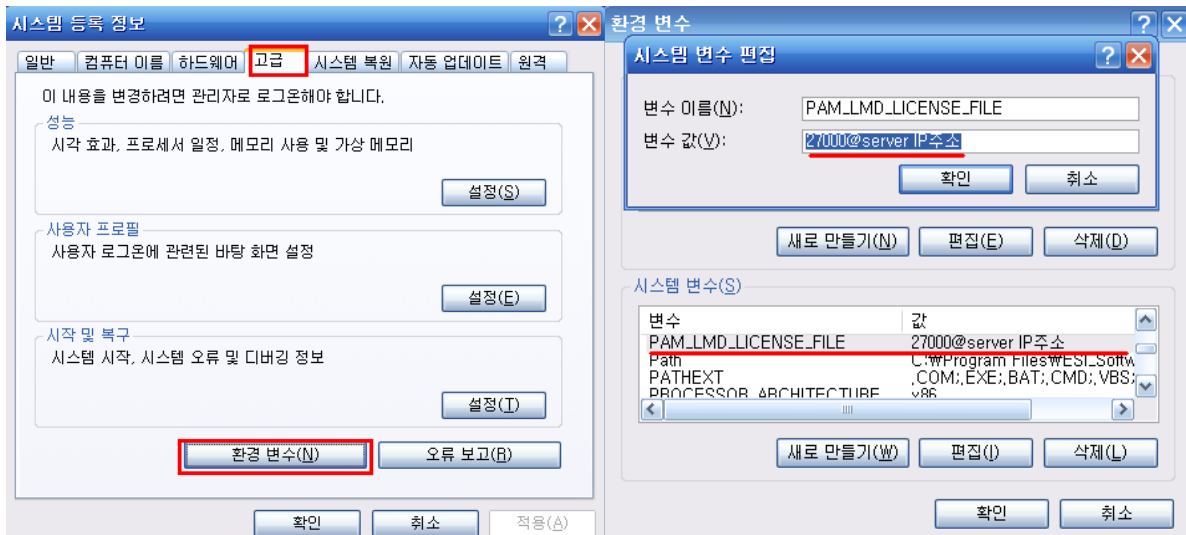 시스템 등록 정보
일반 컴퓨터 이름 하드웨어 고급 시스템 복원 자동 업데이트 원격
이 내용을 변경하려면 관리자로 로그온해야 합니다.
성능
시각 효과, 프로세서 일정, 메모리 사용 및 가상 메모리
설정(S)
사용자 프로필
사용자 로그온에 관련된 바탕 화면 설정
설정(E)
시작 및 복구
시스템 시작, 시스템 오류 및 디버깅 정보
설정(T)
환경 변수(N) 오류 보고(R)
확인 취소 적용(A)
환경 변수
시스템 변수 편집
변수 이름(N): PAM_LMD_LICENSE_FILE
변수 값(V): 27000@server IP주소
확인 취소
새로 만들기(N) 편집(E) 삭제(D)
시스템 변수(S)
변수 값
PAM_LMD_LICENSE_FILE 27000@server IP주소
Path C:₩Program Files₩ESI_Softw
PATHEXT .COM;.EXE;.BAT;.CMD;.VBS;
PROCESSOR_ARCHITECTURE x86
새로 만들기(W) 편집(I) 삭제(L)
확인 취소